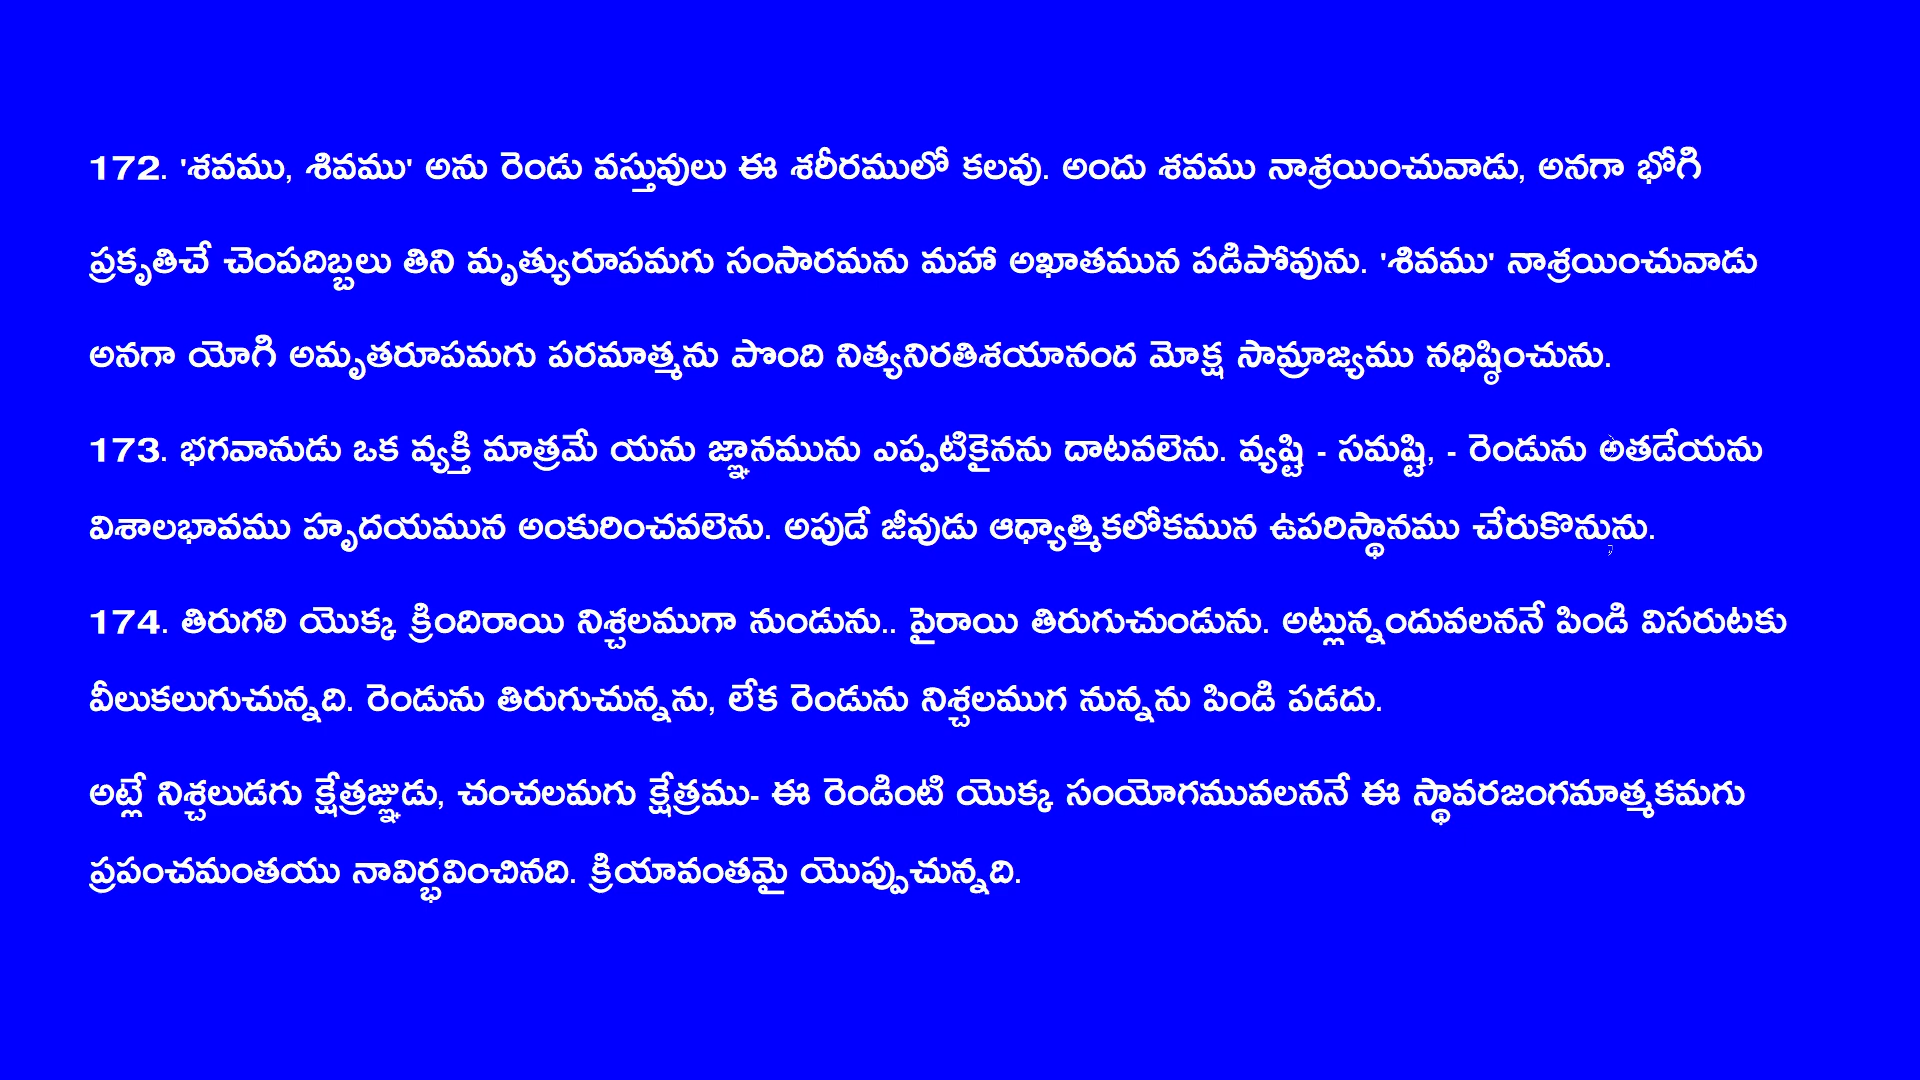 172. 'శవము, శివము' అను రెండు వస్తువులు ఈ శరీరములో కలవు. అందు శవము నాశ్రయించువాడు, అనగా భోగి
ప్రకృతిచే చెంపదిబ్బలు తిని మృత్యురూపమగు సంసారమను మహా అఖాతమున పడిపోవును. 'శివము' నాశ్రయించువాడు
అనగా యోగి అమృతరూపమగు పరమాత్మను పొంది నిత్యనిరతిశయానంద మోక్ష సామ్రాజ్యము నధిష్ఠించును.
173. భగవానుడు ఒక వ్యక్తి మాత్రమే యను జ్ఞానమును ఎప్పటికైనను దాటవలెను. వ్యష్టి - సమష్టి, - రెండును అతడేయను
విశాలభావము హృదయమున అంకురించవలెను. అపుడే జీవుడు ఆధ్యాత్మికలోకమున ఉపరిస్థానము చేరుకొనును.
174. తిరుగలి యొక్క క్రిందిరాయి నిశ్చలముగా నుండును.. పైరాయి తిరుగుచుండును. అట్లున్నందువలననే పిండి విసరుటకు
వీలుకలుగుచున్నది. రెండును తిరుగుచున్నను, లేక రెండును నిశ్చలముగ నున్నను పిండి పడదు.
అట్లే నిశ్చలుడగు క్షేత్రజ్ఞుడు, చంచలమగు క్షేత్రము- ఈ రెండింటి యొక్క సంయోగమువలననే ఈ స్థావరజంగమాత్మకమగు
ప్రపంచమంతయు నావిర్భవించినది. క్రియావంతమై యొప్పుచున్నది.